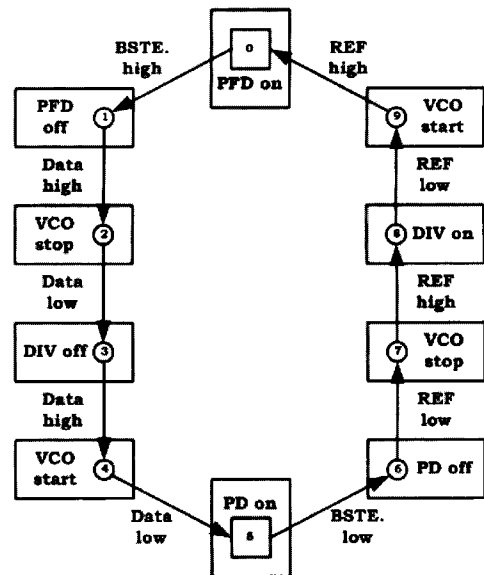 BSTE.
high
0
PFD on
REF
high
PFD
off
1
9
VCO
start
Data
high
REF
low
VCO
stop
2
8
DIV on
Data
low
REF
high
DIV off
3
7
VCO
stop
Data
high
REF
low
VCO
start
4
6
PD off
Data
low
PD on
5
BSTE.
low